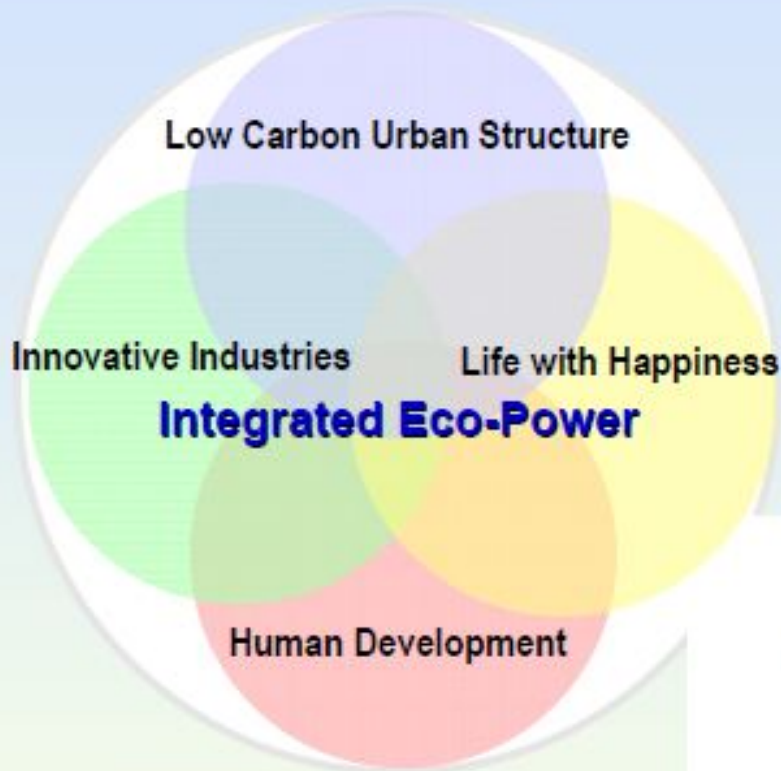 Low Carbon Urban Structure
Innovative Industries
Life with Happiness
Integrated Eco-Power
Human Development